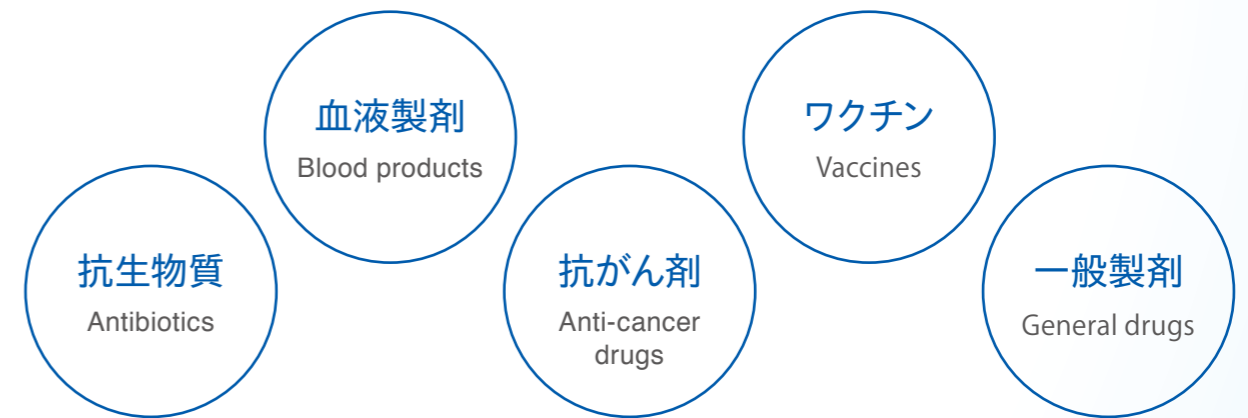 抗生物質
Antibiotics
血液製剤
Blood products
抗がん剤
Anti-cancer
drugs
ワクチン
Vaccines
一般製剤
General drugs